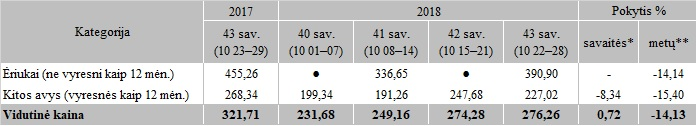 Kategorija 2017 2018 Pokytis %
43 sav. (10 23–29) 40 sav. (10 01–07) 41 sav. (10 08–14) 42 sav. (10 15–21) 43 sav. (10 22–28) savaitės* metų**
Ėriukai (ne vyresni kaip 12 mėn.) 455,26 ● 336,65 ● 390,90 - -14,14
Kitos avys (vyresnės kaip 12 mėn.) 268,34 199,34 191,26 247,68 227,02 -8,34 -15,40
Vidutinė kaina 321,71 231,68 249,16 274,28 276,26 0,72 -14,13